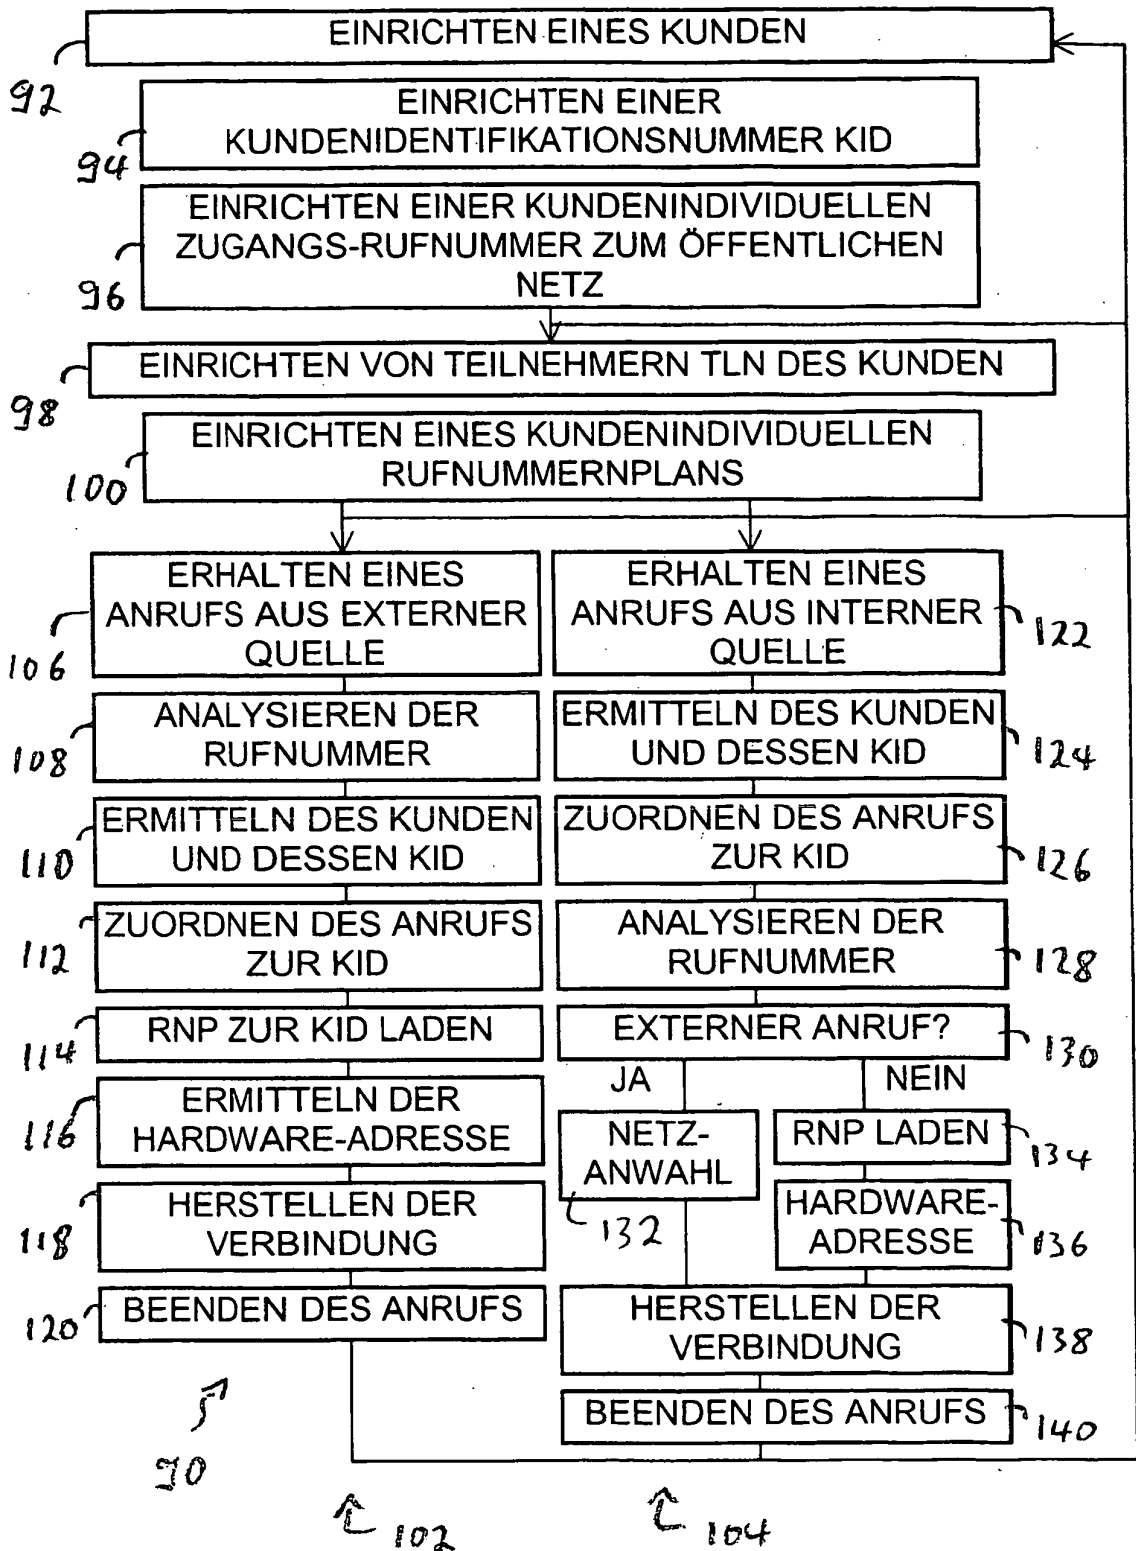 EINRICHTEN EINES KUNDEN
92
EINRICHTEN EINER
KUNDENIDENTIFIKATIONSNUMMER KID
94
EINRICHTEN EINER KUNDENINDIVIDUELLEN
ZUGANGS-RUFNUMMER ZUM ÖFFENTLICHEN
NETZ
96
EINRICHTEN VON TEILNEHMERN TLN DES KUNDEN
98
EINRICHTEN EINES KUNDENINDIVIDUELLEN
RUFNUMMERNPLANS
100
ERHALTEN EINES
ANRUFS AUS EXTERNER
QUELLE
106
ERHALTEN EINES
ANRUFS AUS INTERNER
QUELLE
122
ANALYSIEREN DER
RUFNUMMER
108
ERMITTELN DES KUNDEN
UND DESSEN KID
124
ERMITTELN DES KUNDEN
UND DESSEN KID
110
ZUORDNEN DES ANRUFS
ZUR KID
126
ZUORDNEN DES ANRUFS
ZUR KID
112
ANALYSIEREN DER
RUFNUMMER
128
RNP ZUR KID LADEN
114
EXTERNER ANRUF?
130
JA
NEIN
ERMITTELN DER
HARDWARE-ADRESSE
116
NETZ-
ANWAHL
132
RNP LADEN
134
HERSTELLEN DER
VERBINDUNG
118
HARDWARE-
ADRESSE
136
BEENDEN DES ANRUFS
120
HERSTELLEN DER
VERBINDUNG
138
BEENDEN DES ANRUFS
140
90
102
104